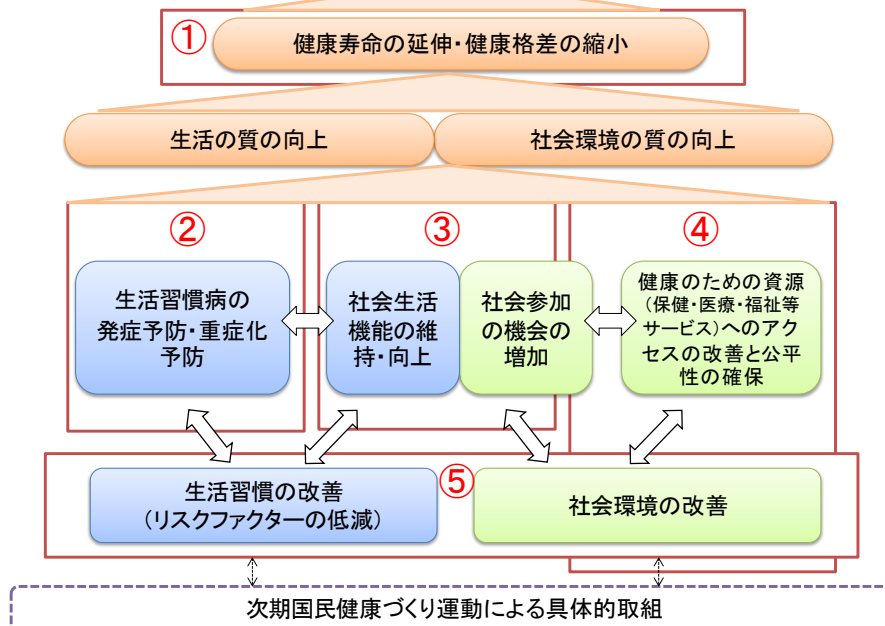 ①
健康寿命の延伸・健康格差の縮小
生活の質の向上
社会環境の質の向上
②
③
④
生活習慣病の
発症予防・重症化
予防
社会生活
機能の維
持・向上
社会参加
の機会の
増加
健康のための資源
(保健・医療・福祉等
サービス)へのアク
セスの改善と公平
性の確保
⑤
生活習慣の改善
(リスクファクターの低減)
社会環境の改善
次期国民健康づくり運動による具体的取組